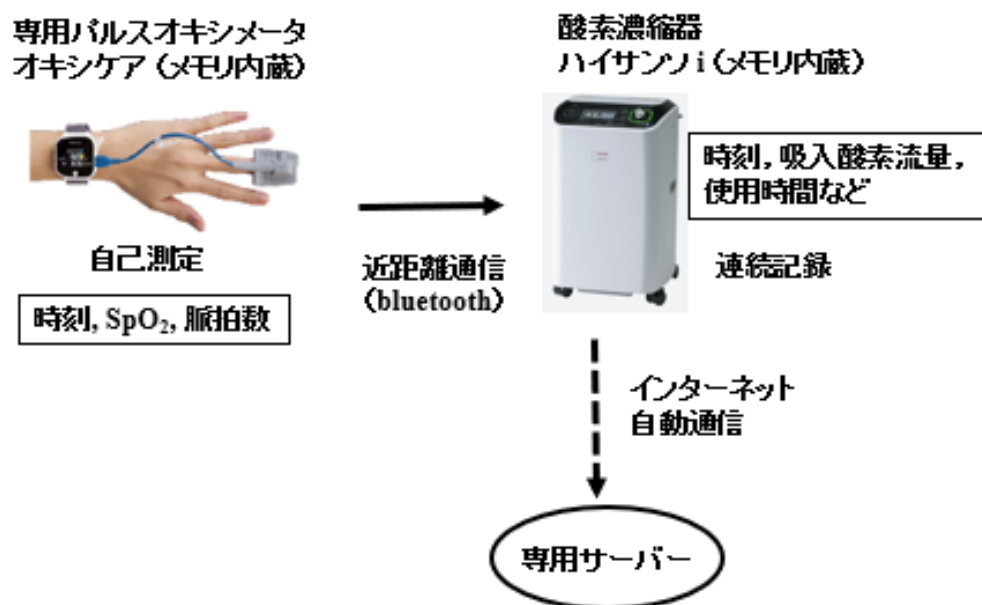 専用パルスオキシメータ
オキシケア（メモリ内蔵）
自己測定
時刻, SpO₂, 脈拍数
近距離通信
（bluetooth）
酸素濃縮器
ハイサンソｉ（メモリ内蔵）
時刻, 吸入酸素流量,
使用時間など
連続記録
インターネット
自動通信
専用サーバー